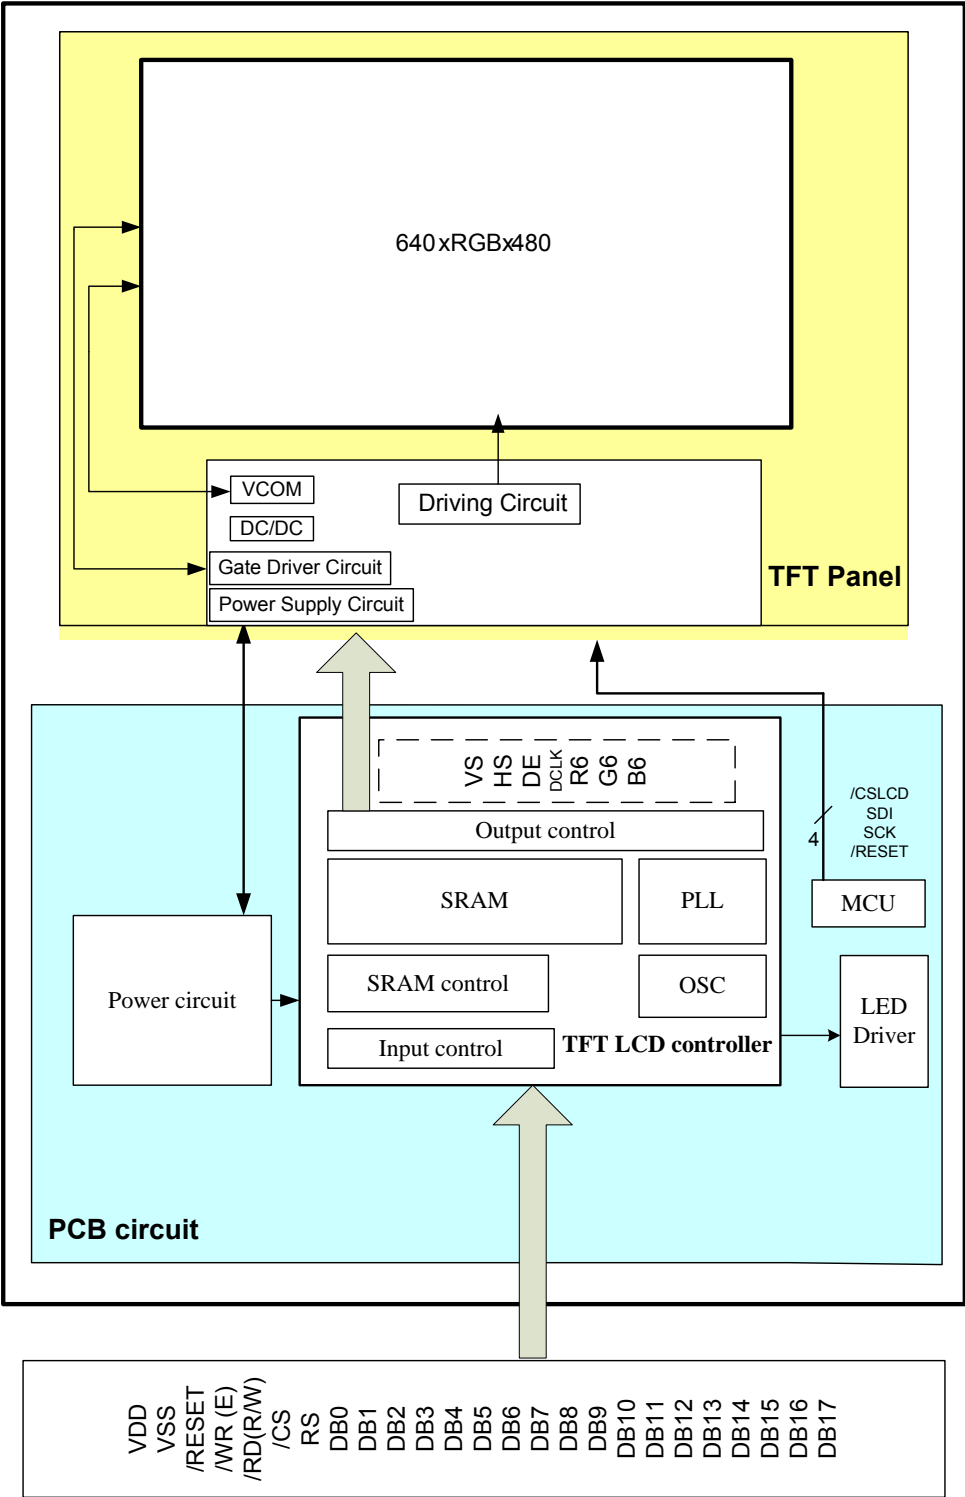 640xRGBx480
VCOM
Driving Circuit
DC/DC
Gate Driver Circuit
TFT Panel
Power Supply Circuit
VS
HS
DE
DCLK
R6
G6
B6
/CSLCD
SDI
SCK
/RESET
4
Output control
SRAM
PLL
MCU
SRAM control
OSC
Power circuit
LED
Driver
Input control
TFT LCD controller
PCB circuit
VDD
VSS
/RESET
/WR (E)
/RD(R/W)
/CS
RS
DB0
DB1
DB2
DB3
DB4
DB5
DB6
DB7
DB8
DB9
DB10
DB11
DB12
DB13
DB14
DB15
DB16
DB17